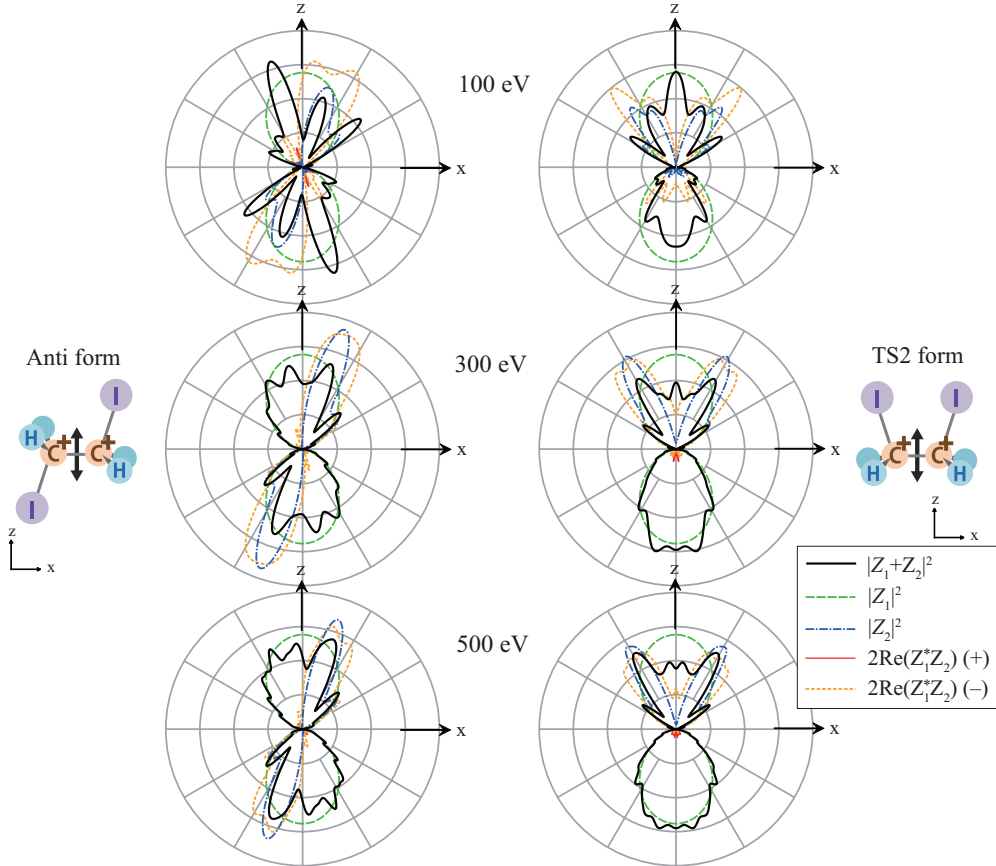 z
z
100 eV
x
x
z
z
Anti form
300 eV
TS2 form
I
I
I
H
C
+
C
+
H
C
+
C
+
H
H
x
x
I
z
x
z
x
z
z
500 eV
x
x
|Z₁+Z₂|²
|Z₁|²
|Z₂|²
2Re(Z₁*Z₂) (+)
2Re(Z₁*Z₂) (−)